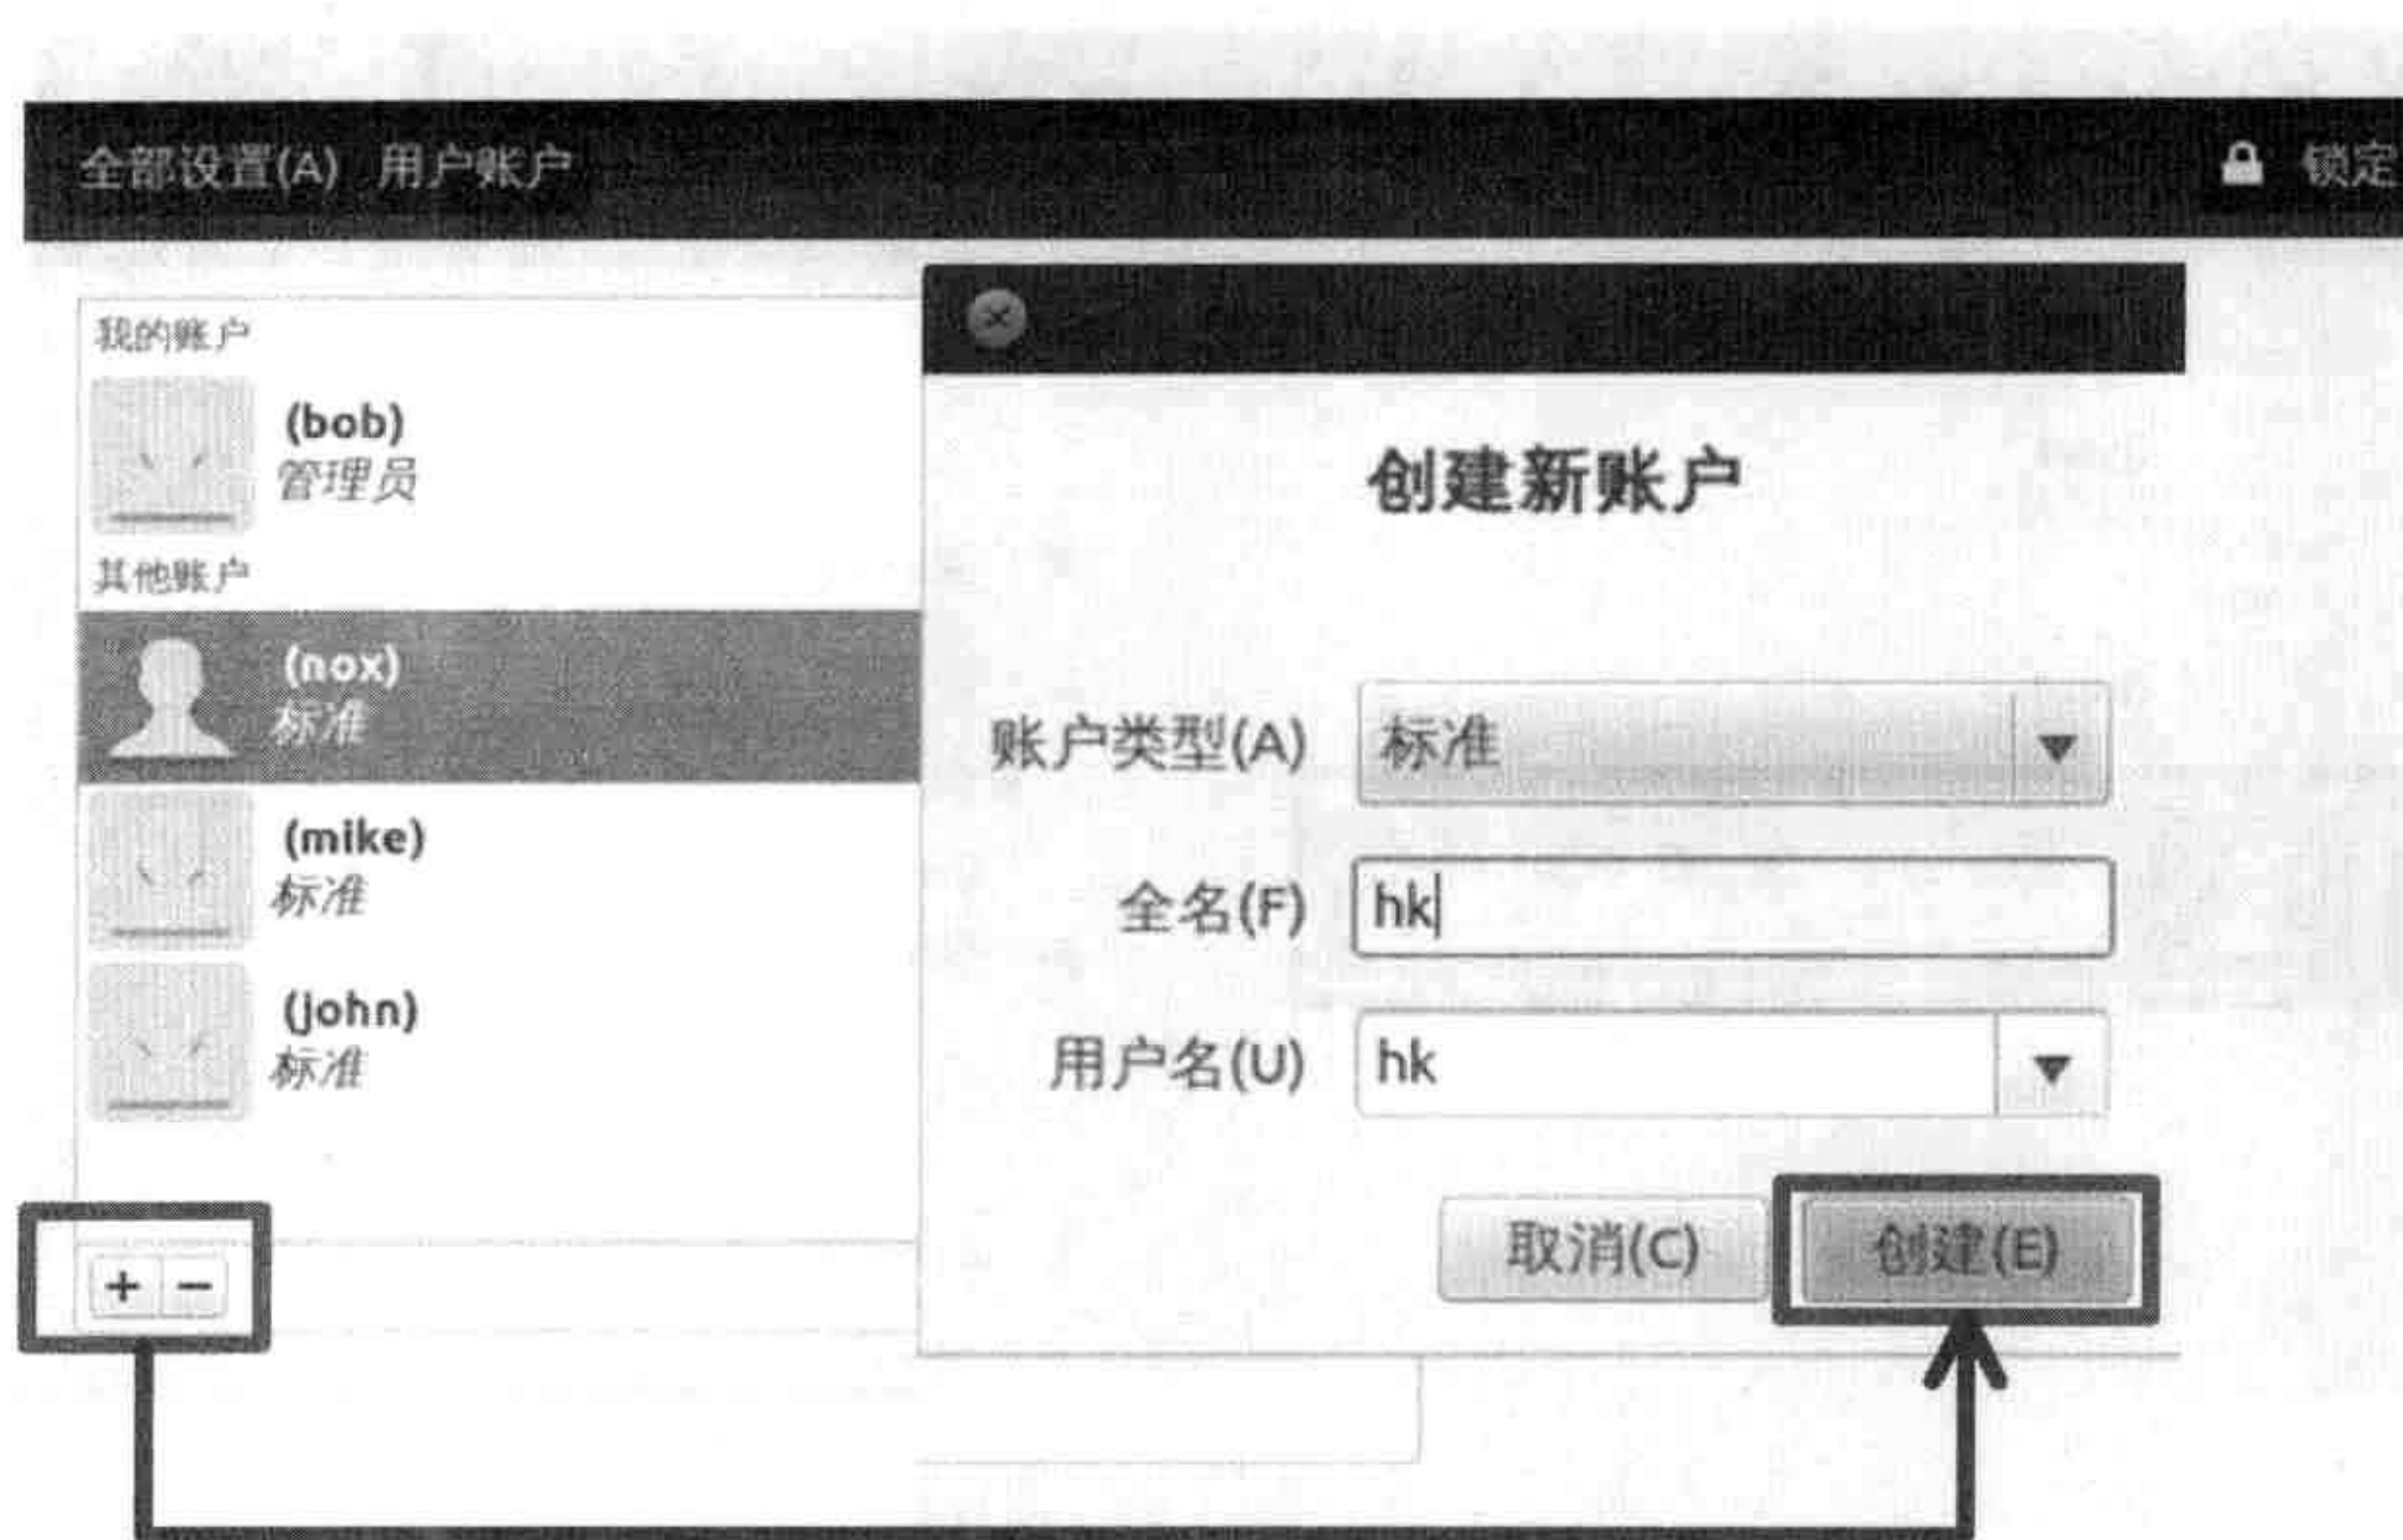 全部设置(A) 用户账户
锁定
我的账户
(bob)
管理员
其他账户
(nox)
标准
(mike)
标准
(john)
标准
+ −
创建新账户
账户类型(A) 标准
全名(F) hk
用户名(U) hk
取消(C) 创建(E)